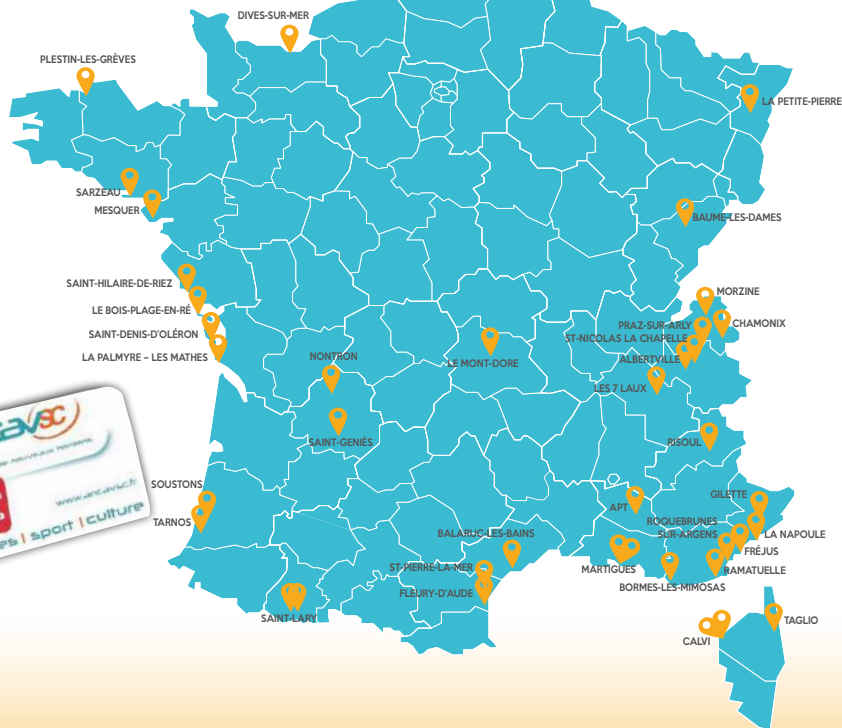 DIVES-SUR-MER
PLESTIN-LES-GRÈVES
LA PETITE-PIERRE
SARZEAU
MESQUER
BAUME-LES-DAMES
SAINT-HILAIRE-DE-RIEZ
MORZINE
LE BOIS-PLAGE-EN-RÉ
CHAMONIX
PRAZ-SUR-ARLY
SAINT-DENIS-D'OLÉRON
ST-NICOLAS LA CHAPELLE
LA PALMYRE – LES MATHES
NONTRON
LE MONT-DORE
ALBERTVILLE
LES 7 LAUX
SAINT-GENIÈS
RISOUL
SOUSTONS
GILETTE
APT
TARNOS
ROQUEBRUNES
SUR-ARGENS
BALARUC-LES-BAINS
LA NAPOULE
FRÉJUS
ST-PIERRE-LA-MER
MARTIGUES
RAMATUELLE
BORMES-LES-MIMOSAS
FLEURY-D'AUDE
SAINT-LARY
TAGLIO
CALVI
avsc
www.ancavsc.fr
es | sport | culture